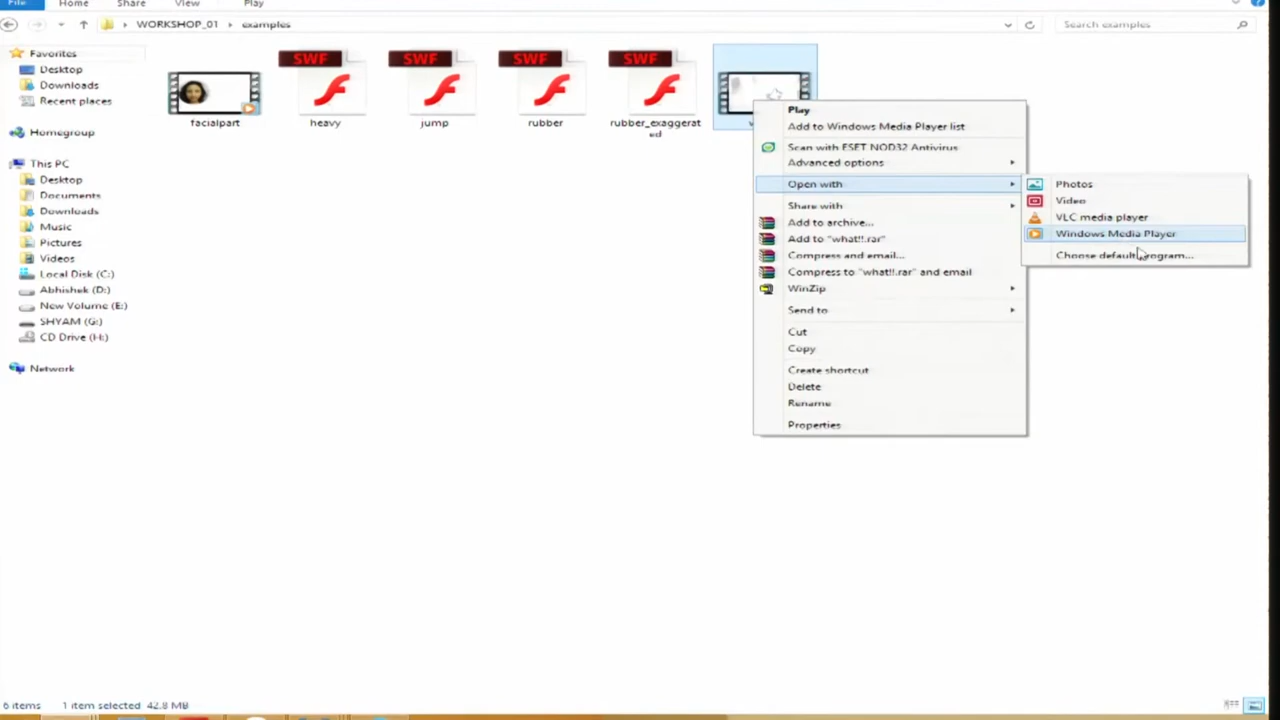 File
Home
Share
View
Play
WORKSHOP_01 examples
Search examples
Favorites
Desktop
Downloads
Recent places
Homegroup
This PC
Desktop
Documents
Downloads
Music
Pictures
Videos
Local Disk (C:)
Abhishek (D:)
New Volume (E:)
SHYAM (G:)
CD Drive (H:)
Network
SWF
SWF
SWF
SWF
facialpart
heavy
jump
rubber
rubber_exaggerat
ed
Play
Add to Windows Media Player list
Scan with ESET NOD32 Antivirus
Advanced options
Open with
Share with
Add to archive...
Add to "what!!.rar"
Compress and email...
Compress to "what!!.rar" and email
WinZip
Send to
Cut
Copy
Create shortcut
Delete
Rename
Properties
Photos
Video
VLC media player
Windows Media Player
Choose default program...
6 items 1 item selected 42.8 MB